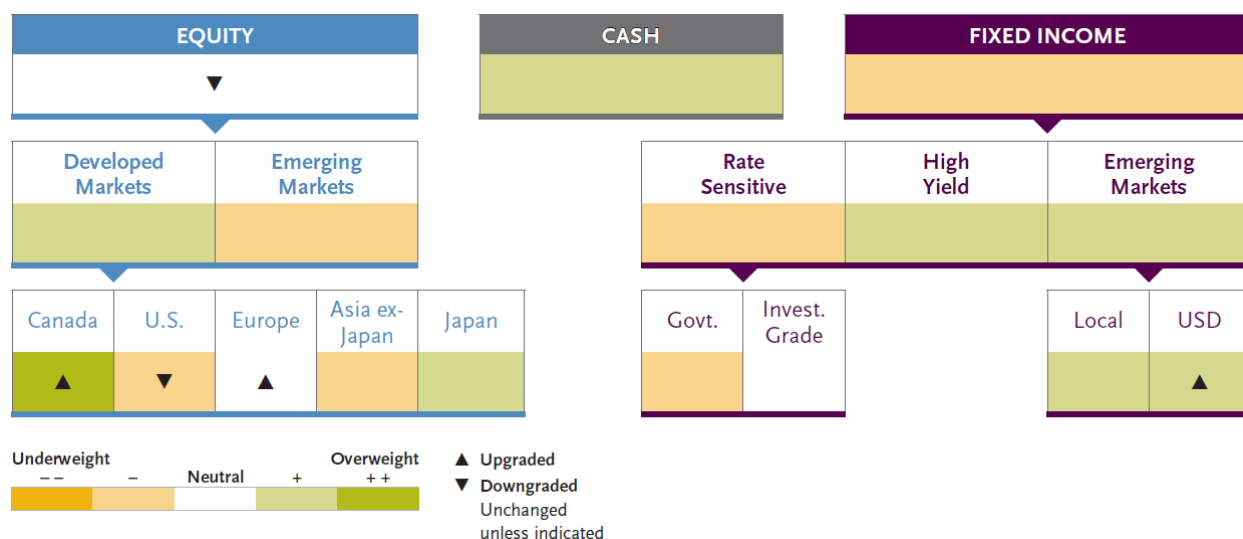 EQUITY
CASH
FIXED INCOME
▼
Developed
Markets
Emerging
Markets
Rate
Sensitive
High
Yield
Emerging
Markets
Canada
U.S.
Europe
Asia ex-
Japan
Japan
Govt.
Invest.
Grade
Local
USD
▲
▼
▲
▲
Underweight
Overweight
– –
–
Neutral
+
+ +
▲ Upgraded
▼ Downgraded
Unchanged
unless indicated